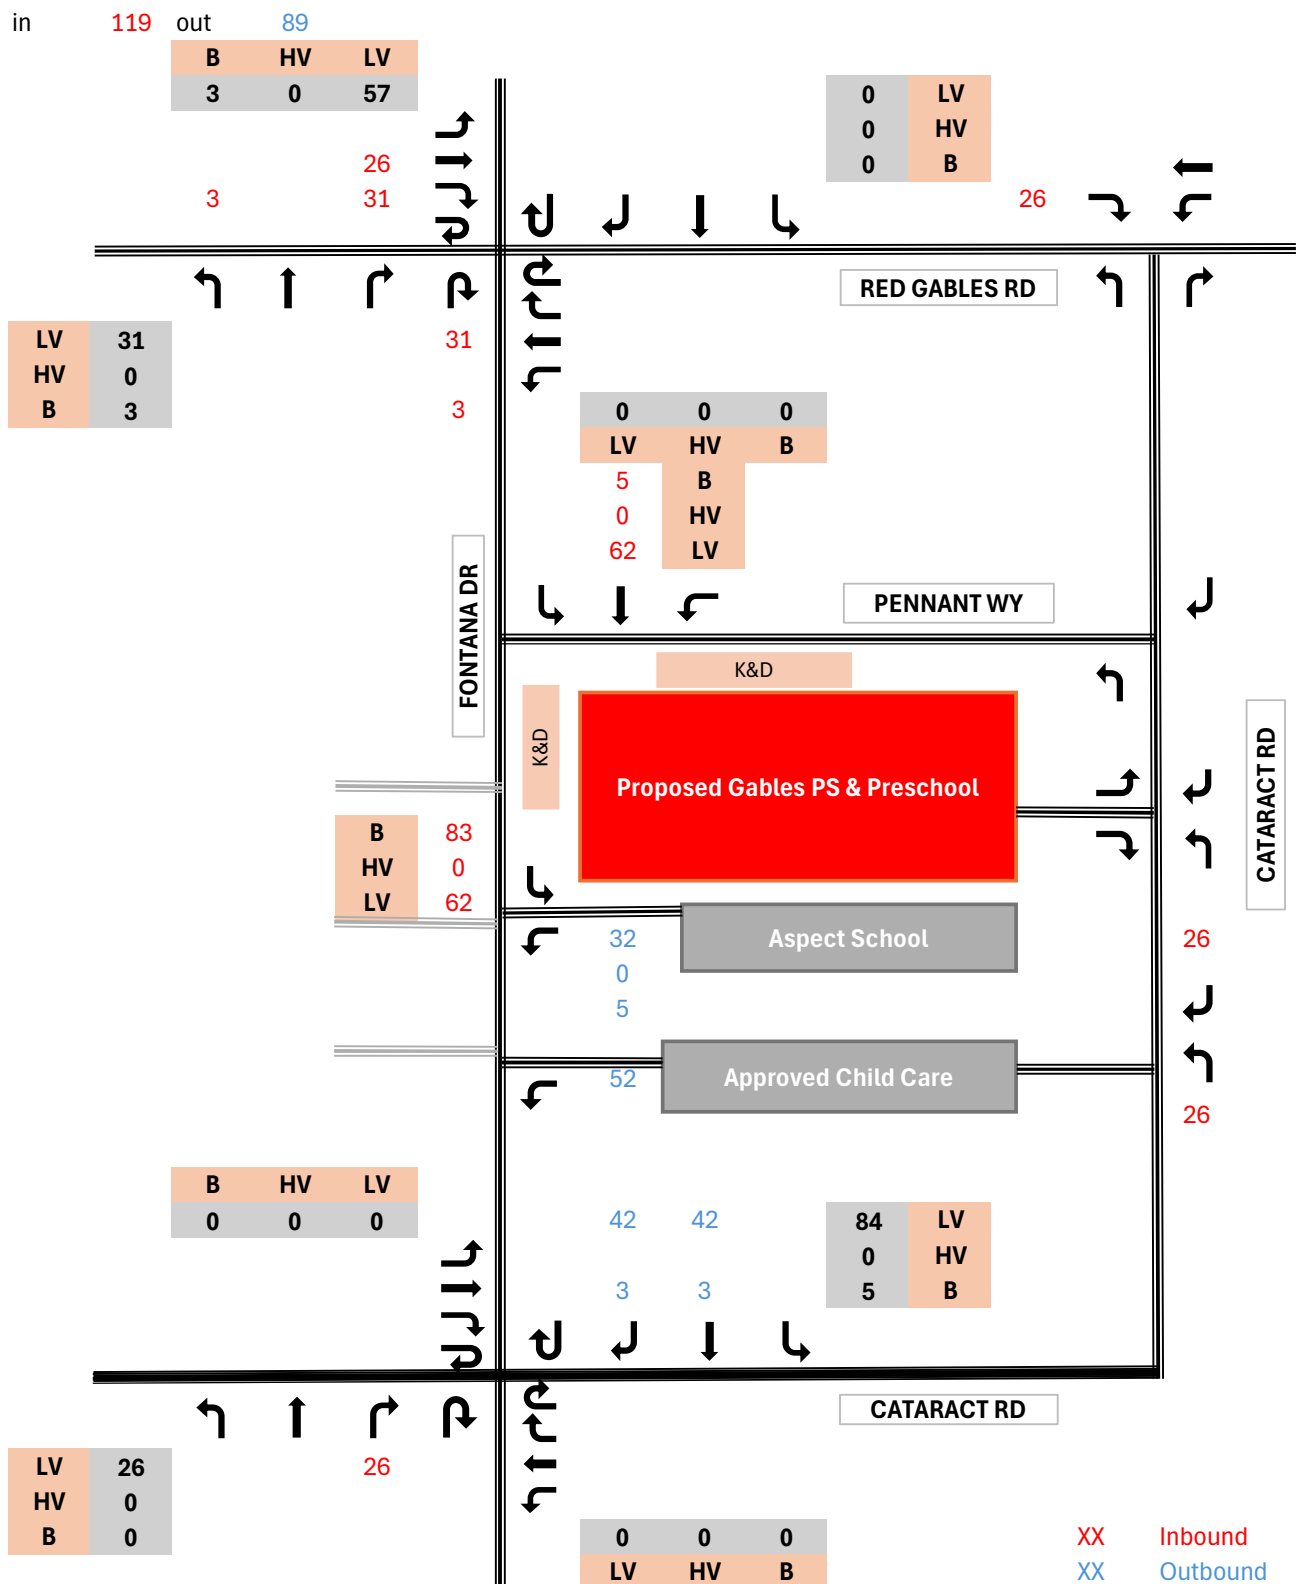 in 119 out 89
B HV LV
3 0 57
0 LV
0 HV
0 B
26
3 31
26
RED GABLES RD
LV 31
HV 0
B 3
31
3
0 0 0
LV HV B
5 B
0 HV
62 LV
FONTANA DR
PENNANT WY
K&D
K&D
Proposed Gables PS & Preschool
CATARACT RD
B 83
HV 0
LV 62
Aspect School
32
0
5
26
Approved Child Care
52
26
B HV LV
0 0 0
42 42
3 3
84 LV
0 HV
5 B
CATARACT RD
LV 26
HV 0
B 0
26
0 0 0
LV HV B
XX Inbound
XX Outbound